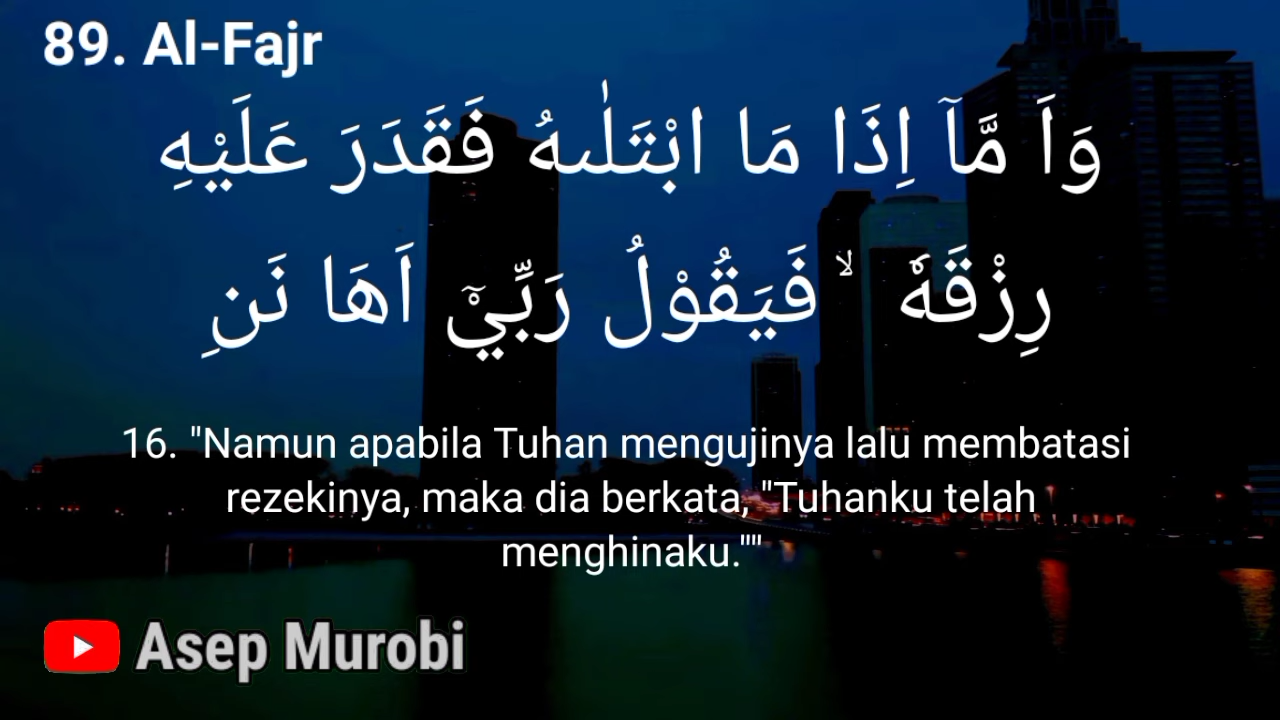 89. Al-Fajr
وَاَ مَّاۤ اِذَا مَا ابْتَلٰٮهُ فَقَدَرَ عَلَيْهِ
رِزْقَهٗ ۙ فَيَقُوْلُ رَبِّيْۤ اَهَا نَنِ
16. "Namun apabila Tuhan mengujinya lalu membatasi
rezekinya, maka dia berkata, "Tuhanku telah
menghinaku.""
Asep Murobi